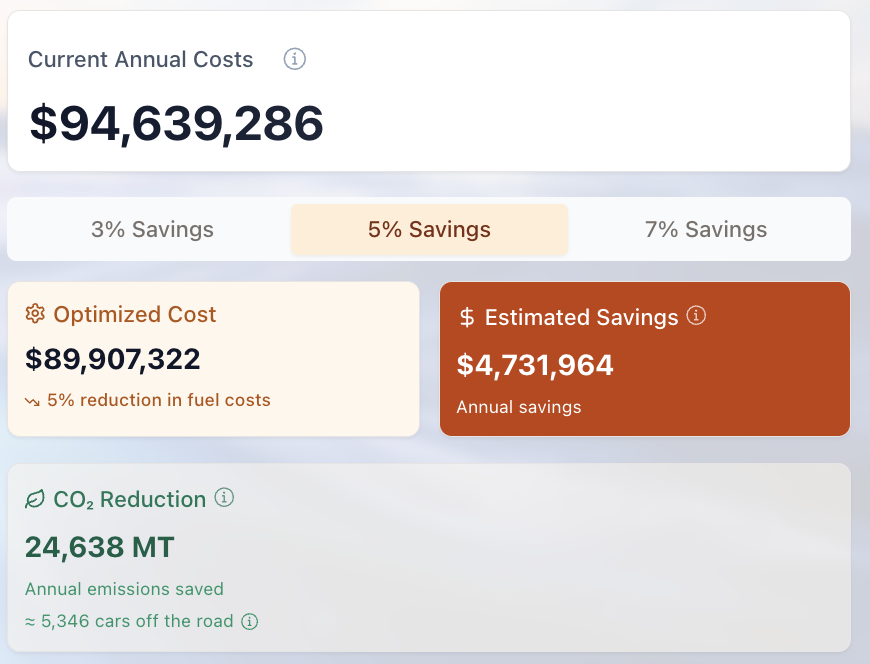 Current Annual Costs
$94,639,286
3% Savings
5% Savings
7% Savings
Optimized Cost
$89,907,322
5% reduction in fuel costs
$ Estimated Savings
$4,731,964
Annual savings
CO₂ Reduction
24,638 MT
Annual emissions saved
≈ 5,346 cars off the road